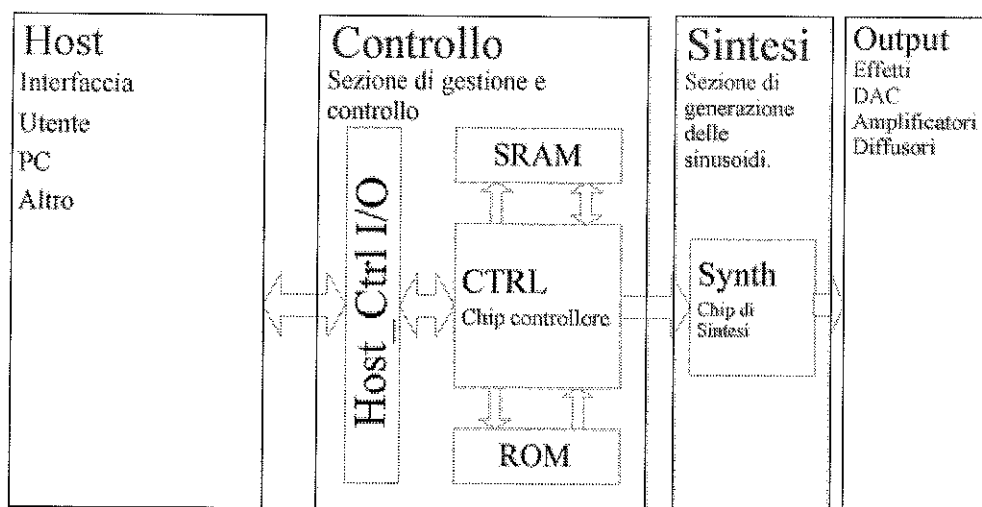 Host
Interfaccia
Utente
PC
Altro
Controllo
Sezione di gestione e
controllo
Host_Ctrl I/O
SRAM
CTRL
Chip controllore
ROM
Sintesi
Sezione di
generazione
delle
sinusoidi.
Synth
Chip di
Sintesi
Output
Effetti
DAC
Amplificatori
Diffusori